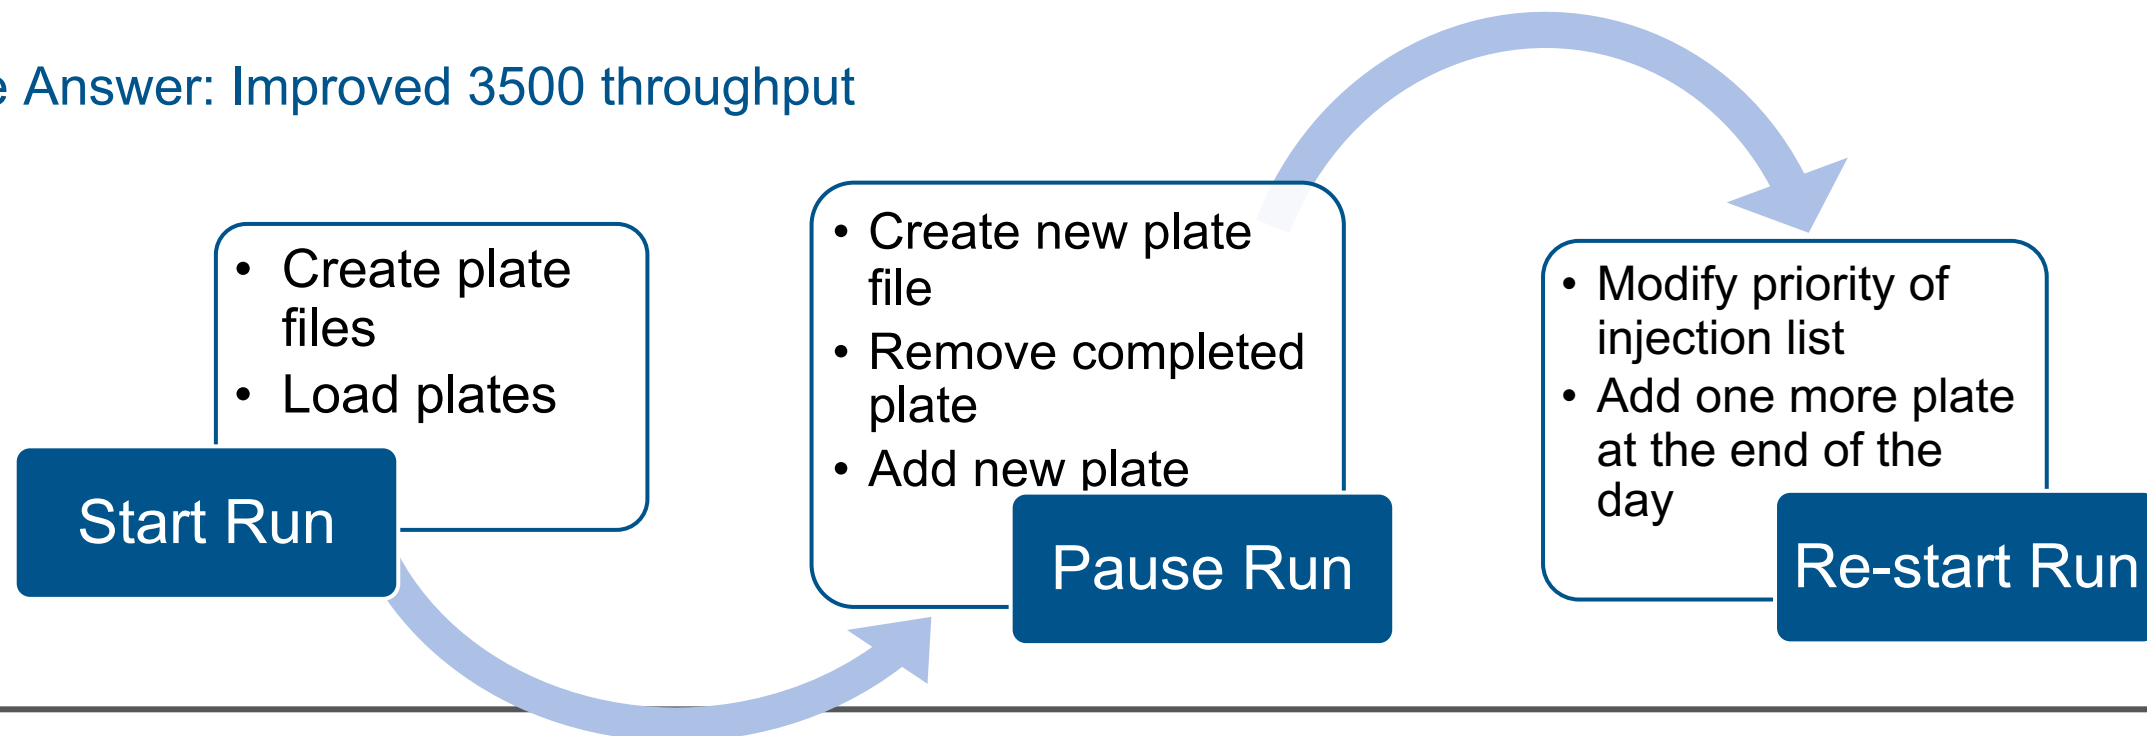 e Answer: Improved 3500 throughput
• Create plate
files
• Load plates
Start Run
• Create new plate
file
• Remove completed
plate
• Add new plate
Pause Run
• Modify priority of
injection list
• Add one more plate
at the end of the
day
Re-start Run